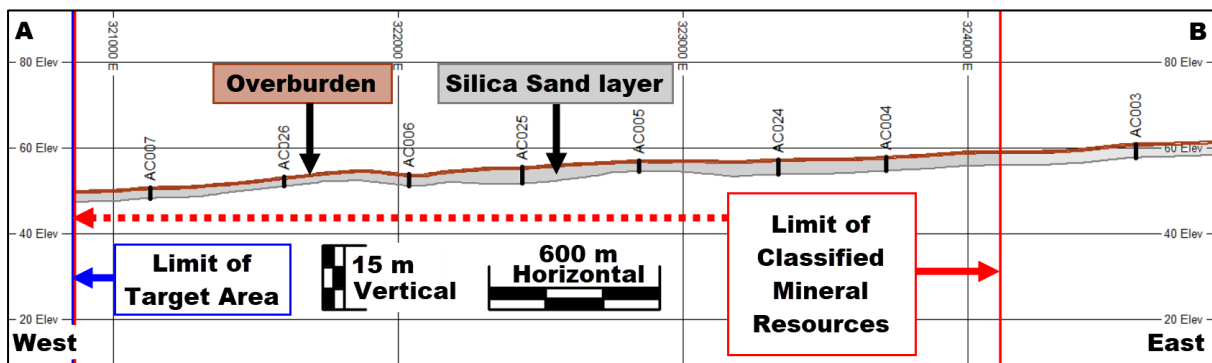 A
B
321000 E
322000 E
323000 E
324000 E
80 Elev
80 Elev
Overburden
Silica Sand layer
AC007
AC026
AC006
AC025
AC005
AC024
AC004
AC003
60 Elev
60 Elev
40 Elev
40 Elev
Limit of
Target Area
15 m
Vertical
600 m
Horizontal
Limit of
Classified
Mineral
Resources
20 Elev
20 Elev
West
East